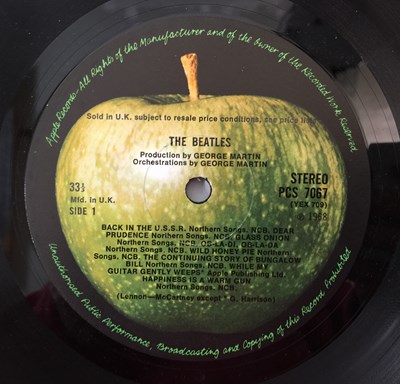 Apple Records · All Rights of the Manufacturer and of the Owner of the Recorded Work Reserved
Sold in U.K. subject to resale price conditions, see price lists
THE BEATLES
Production by GEORGE MARTIN
Orchestrations by GEORGE MARTIN
33⅓
Mfd. in U.K.
SIDE 1
STEREO
PCS 7067
(YEX 709)
℗ 1968
BACK IN THE U.S.S.R. Northern Songs. NCB. DEAR
PRUDENCE Northern Songs. NCB. GLASS ONION
Northern Songs. NCB. OB-LA-DI, OB-LA-DA
Northern Songs. NCB. WILD HONEY PIE Northern
Songs. NCB. THE CONTINUING STORY OF BUNGALOW
BILL Northern Songs. NCB. WHILE MY
GUITAR GENTLY WEEPS* Apple Publishing Ltd.
HAPPINESS IS A WARM GUN
Northern Songs. NCB.
(Lennon—McCartney except * G. Harrison)
Unauthorised Public Performance, Broadcasting and Copying of this Record Prohibited